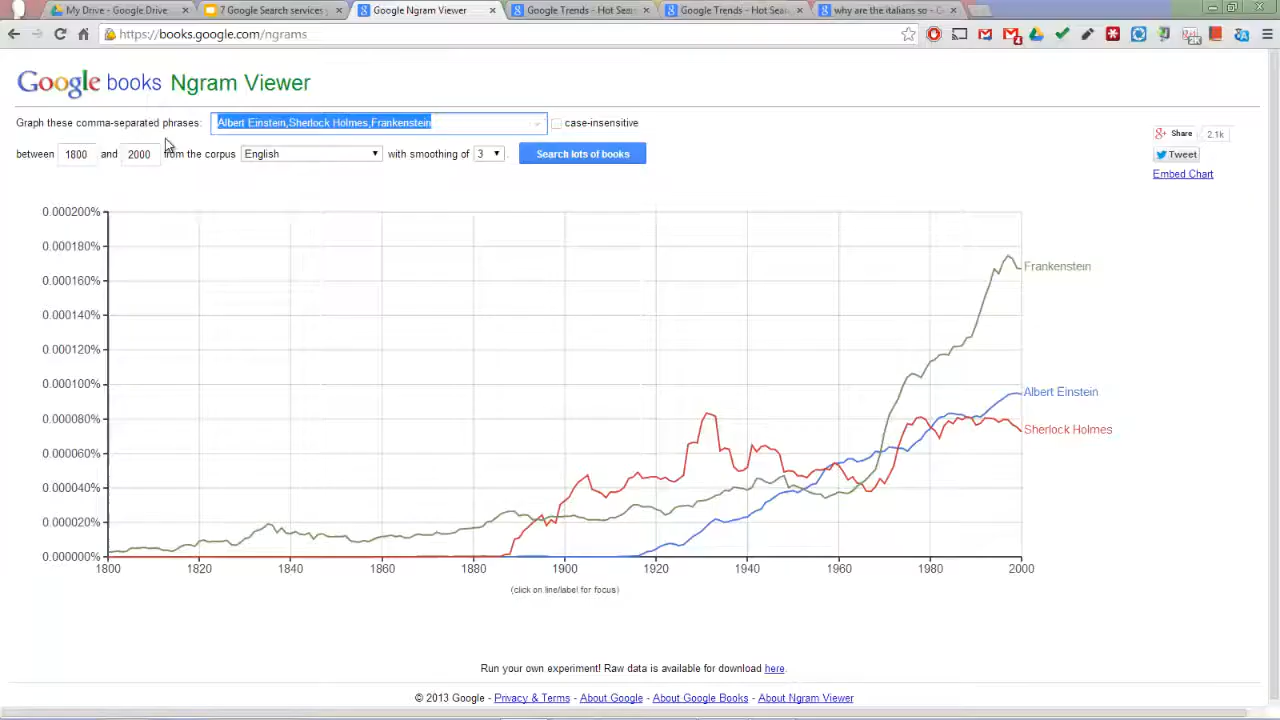 My Drive - Google Drive
7 Google Search services
Google Ngram Viewer
Google Trends - Hot Sear
Google Trends - Hot Sear
why are the italians so -
https://books.google.com/ngrams
Google books Ngram Viewer
Graph these comma-separated phrases: Albert Einstein,Sherlock Holmes,Frankenstein case-insensitive
between 1800 and 2000 from the corpus English with smoothing of 3 . Search lots of books
Share 2.1k
Tweet
Embed Chart
0.000200%
0.000180%
0.000160%
0.000140%
0.000120%
0.000100%
0.000080%
0.000060%
0.000040%
0.000020%
0.000000%
Frankenstein
Albert Einstein
Sherlock Holmes
1800 1820 1840 1860 1880 1900 1920 1940 1960 1980 2000
(click on line/label for focus)
Run your own experiment! Raw data is available for download here.
© 2013 Google - Privacy & Terms - About Google - About Google Books - About Ngram Viewer